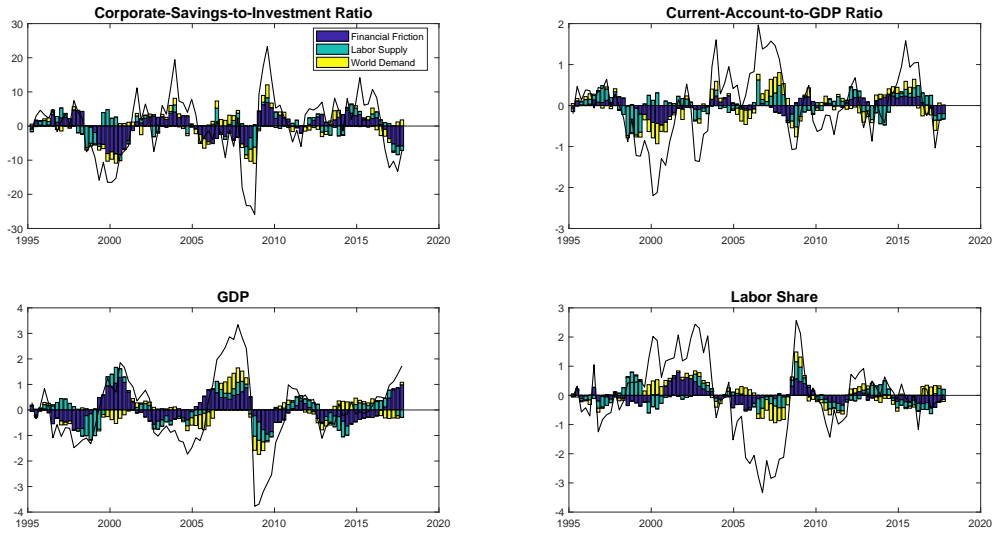 Corporate-Savings-to-Investment Ratio
30
20
10
0
-10
-20
-30
1995 2000 2005 2010 2015 2020
Financial Friction
Labor Supply
World Demand
Current-Account-to-GDP Ratio
2
1
0
-1
-2
-3
1995 2000 2005 2010 2015 2020
GDP
4
3
2
1
0
-1
-2
-3
-4
1995 2000 2005 2010 2015 2020
Labor Share
3
2
1
0
-1
-2
-3
-4
1995 2000 2005 2010 2015 2020